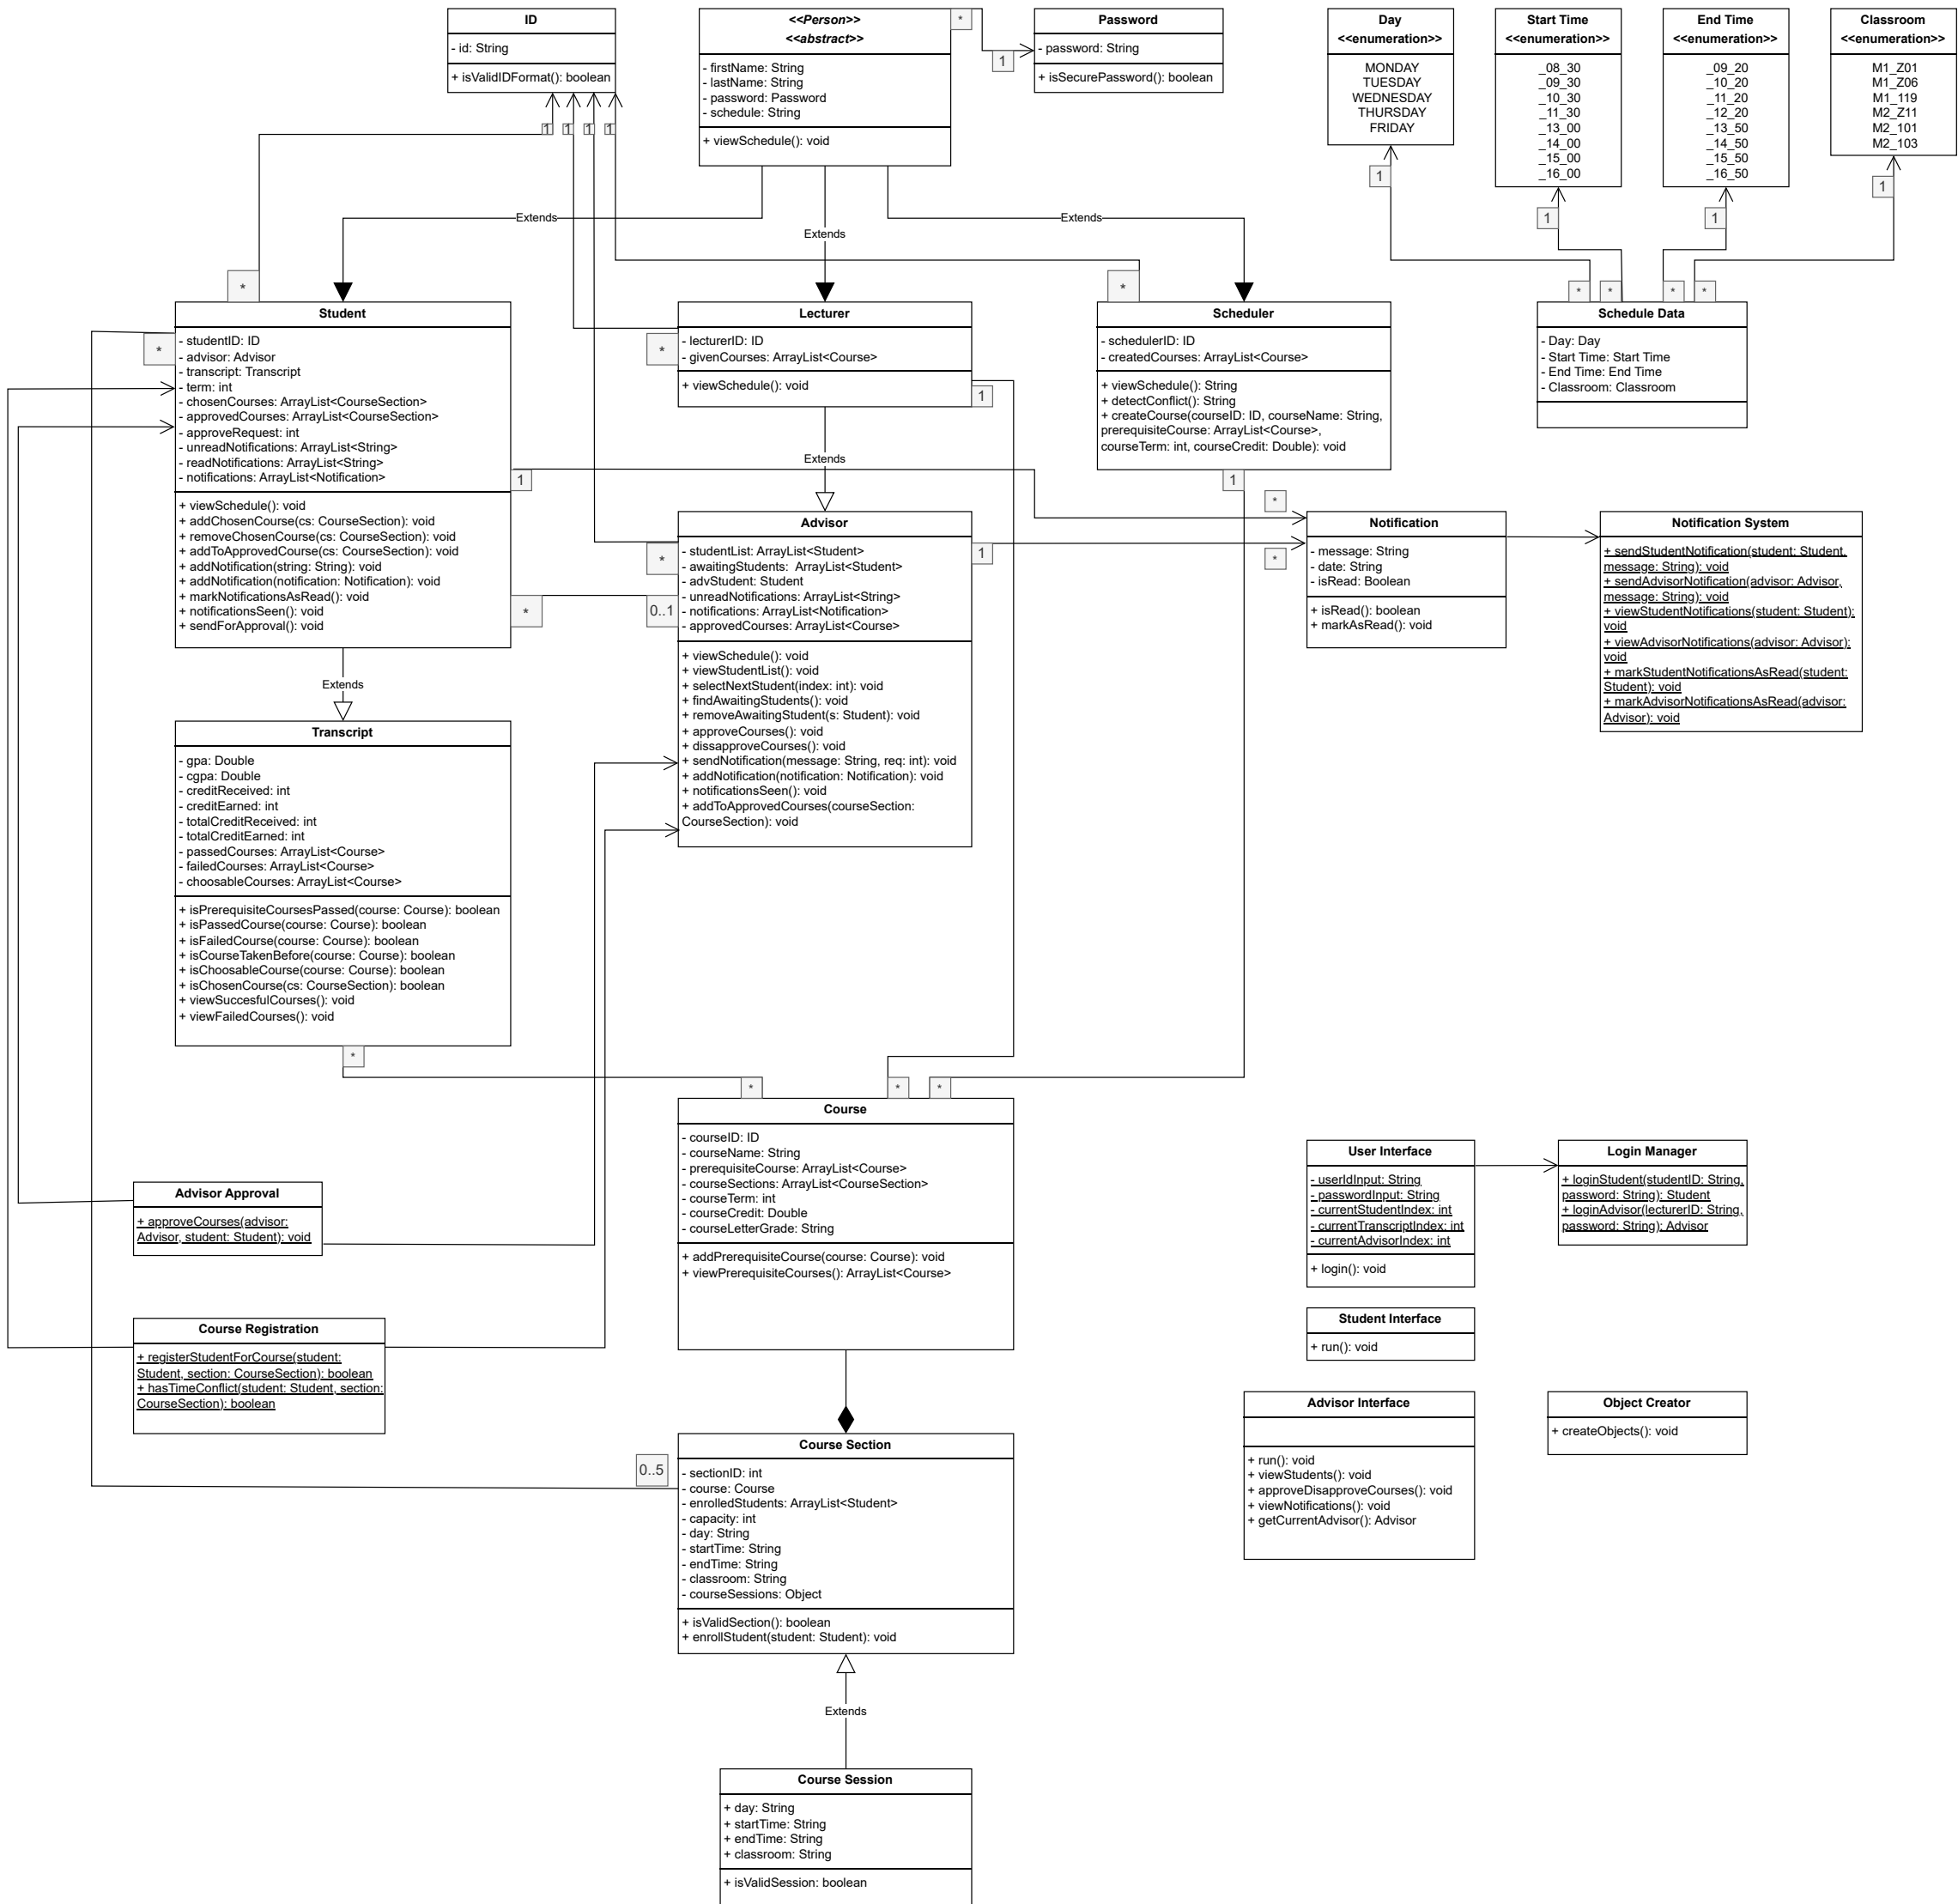 ID
- id: String
+ isValidIDFormat(): boolean
<<Person>>
<<abstract>>
- firstName: String
- lastName: String
- password: Password
- schedule: String
+ viewSchedule(): void
*
1
Password
- password: String
+ isSecurePassword(): boolean
Day
<<enumeration>>
MONDAY
TUESDAY
WEDNESDAY
THURSDAY
FRIDAY
Start Time
<<enumeration>>
_08_30
_09_30
_10_30
_11_30
_13_00
_14_00
_15_00
_16_00
End Time
<<enumeration>>
_09_20
_10_20
_11_20
_12_20
_13_50
_14_50
_15_50
_16_50
Classroom
<<enumeration>>
M1_Z01
M1_Z06
M1_119
M2_Z11
M2_101
M2_103
1
1
1
1
1
1
1
1
Extends
Extends
Extends
*
*
*
*
*
*
Student
- studentID: ID
- advisor: Advisor
- transcript: Transcript
- term: int
- chosenCourses: ArrayList<CourseSection>
- approvedCourses: ArrayList<CourseSection>
- approveRequest: int
- unreadNotifications: ArrayList<String>
- readNotifications: ArrayList<String>
- notifications: ArrayList<Notification>
+ viewSchedule(): void
+ addChosenCourse(cs: CourseSection): void
+ removeChosenCourse(cs: CourseSection): void
+ addToApprovedCourse(cs: CourseSection): void
+ addNotification(string: String): void
+ addNotification(notification: Notification): void
+ markNotificationsAsRead(): void
+ notificationsSeen(): void
+ sendForApproval(): void
*
1
*
Lecturer
- lecturerID: ID
- givenCourses: ArrayList<Course>
+ viewSchedule(): void
*
1
Scheduler
- schedulerID: ID
- createdCourses: ArrayList<Course>
+ viewSchedule(): String
+ detectConflict(): String
+ createCourse(courseID: ID, courseName: String,
prerequisiteCourse: ArrayList<Course>,
courseTerm: int, courseCredit: Double): void
1
Schedule Data
- Day: Day
- Start Time: Start Time
- End Time: End Time
- Classroom: Classroom
Extends
Advisor
- studentList: ArrayList<Student>
- awaitingStudents: ArrayList<Student>
- advStudent: Student
- unreadNotifications: ArrayList<String>
- notifications: ArrayList<Notification>
- approvedCourses: ArrayList<Course>
+ viewSchedule(): void
+ viewStudentList(): void
+ selectNextStudent(index: int): void
+ findAwaitingStudents(): void
+ removeAwaitingStudent(s: Student): void
+ approveCourses(): void
+ dissapproveCourses(): void
+ sendNotification(message: String, req: int): void
+ addNotification(notification: Notification): void
+ notificationsSeen(): void
+ addToApprovedCourses(courseSection:
CourseSection): void
*
0..1
1
*
*
Notification
- message: String
- date: String
- isRead: Boolean
+ isRead(): boolean
+ markAsRead(): void
Notification System
+ sendStudentNotification(student: Student,
message: String): void
+ sendAdvisorNotification(advisor: Advisor,
message: String): void
+ viewStudentNotifications(student: Student):
void
+ viewAdvisorNotifications(advisor: Advisor):
void
+ markStudentNotificationsAsRead(student:
Student): void
+ markAdvisorNotificationsAsRead(advisor:
Advisor): void
Extends
Transcript
- gpa: Double
- cgpa: Double
- creditReceived: int
- creditEarned: int
- totalCreditReceived: int
- totalCreditEarned: int
- passedCourses: ArrayList<Course>
- failedCourses: ArrayList<Course>
- choosableCourses: ArrayList<Course>
+ isPrerequisiteCoursesPassed(course: Course): boolean
+ isPassedCourse(course: Course): boolean
+ isFailedCourse(course: Course): boolean
+ isCourseTakenBefore(course: Course): boolean
+ isChoosableCourse(course: Course): boolean
+ isChosenCourse(cs: CourseSection): boolean
+ viewSuccesfulCourses(): void
+ viewFailedCourses(): void
*
*
*
*
Course
- courseID: ID
- courseName: String
- prerequisiteCourse: ArrayList<Course>
- courseSections: ArrayList<CourseSection>
- courseTerm: int
- courseCredit: Double
- courseLetterGrade: String
+ addPrerequisiteCourse(course: Course): void
+ viewPrerequisiteCourses(): ArrayList<Course>
Advisor Approval
+ approveCourses(advisor:
Advisor, student: Student): void
Course Registration
+ registerStudentForCourse(student:
Student, section: CourseSection): boolean
+ hasTimeConflict(student: Student, section:
CourseSection): boolean
User Interface
- userIdInput: String
- passwordInput: String
- currentStudentIndex: int
- currentTranscriptIndex: int
- currentAdvisorIndex: int
+ login(): void
Login Manager
+ loginStudent(studentID: String,
password: String): Student
+ loginAdvisor(lecturerID: String,
password: String): Advisor
Student Interface
+ run(): void
Advisor Interface
+ run(): void
+ viewStudents(): void
+ approveDisapproveCourses(): void
+ viewNotifications(): void
+ getCurrentAdvisor(): Advisor
Object Creator
+ createObjects(): void
0..5
Course Section
- sectionID: int
- course: Course
- enrolledStudents: ArrayList<Student>
- capacity: int
- day: String
- startTime: String
- endTime: String
- classroom: String
- courseSessions: Object
+ isValidSection(): boolean
+ enrollStudent(student: Student): void
Extends
Course Session
+ day: String
+ startTime: String
+ endTime: String
+ classroom: String
+ isValidSession: boolean